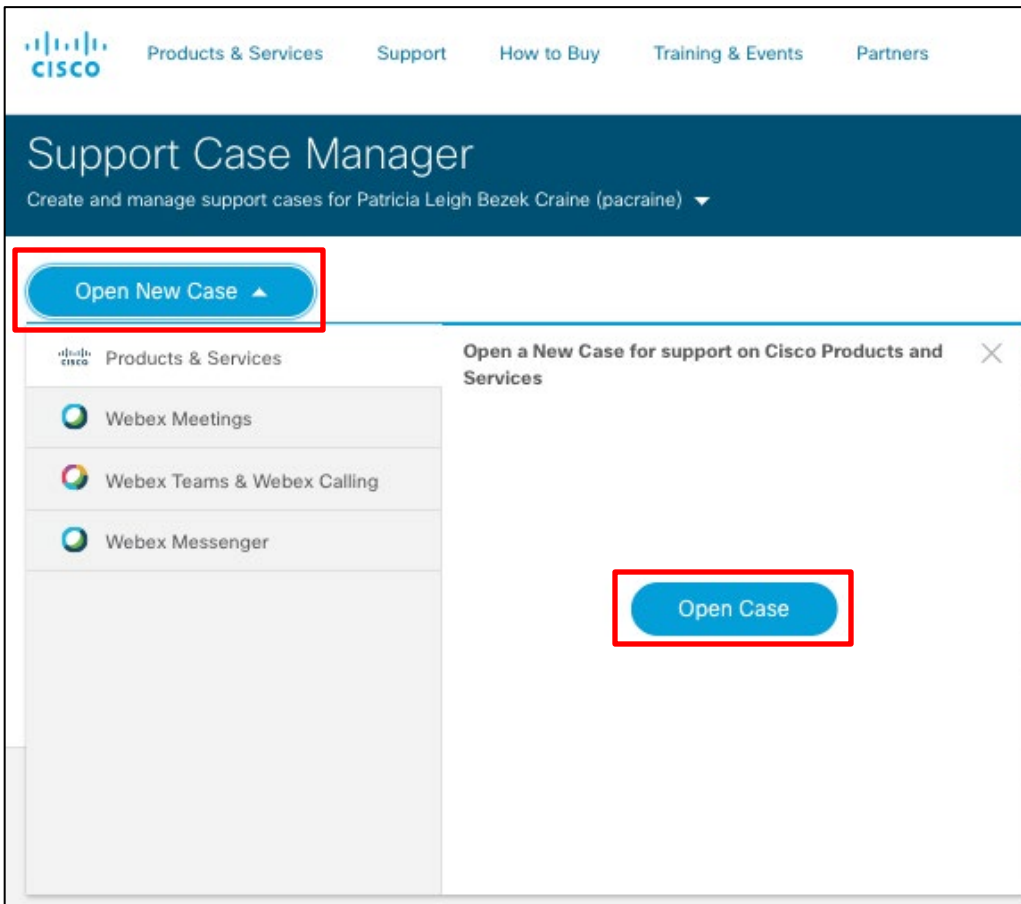 CISCO
Products & Services Support How to Buy Training & Events Partners
Support Case Manager
Create and manage support cases for Patricia Leigh Bezek Craine (pacraine)
Open New Case
CISCO Products & Services
Open a New Case for support on Cisco Products and
Services
Webex Meetings
Webex Teams & Webex Calling
Webex Messenger
Open Case